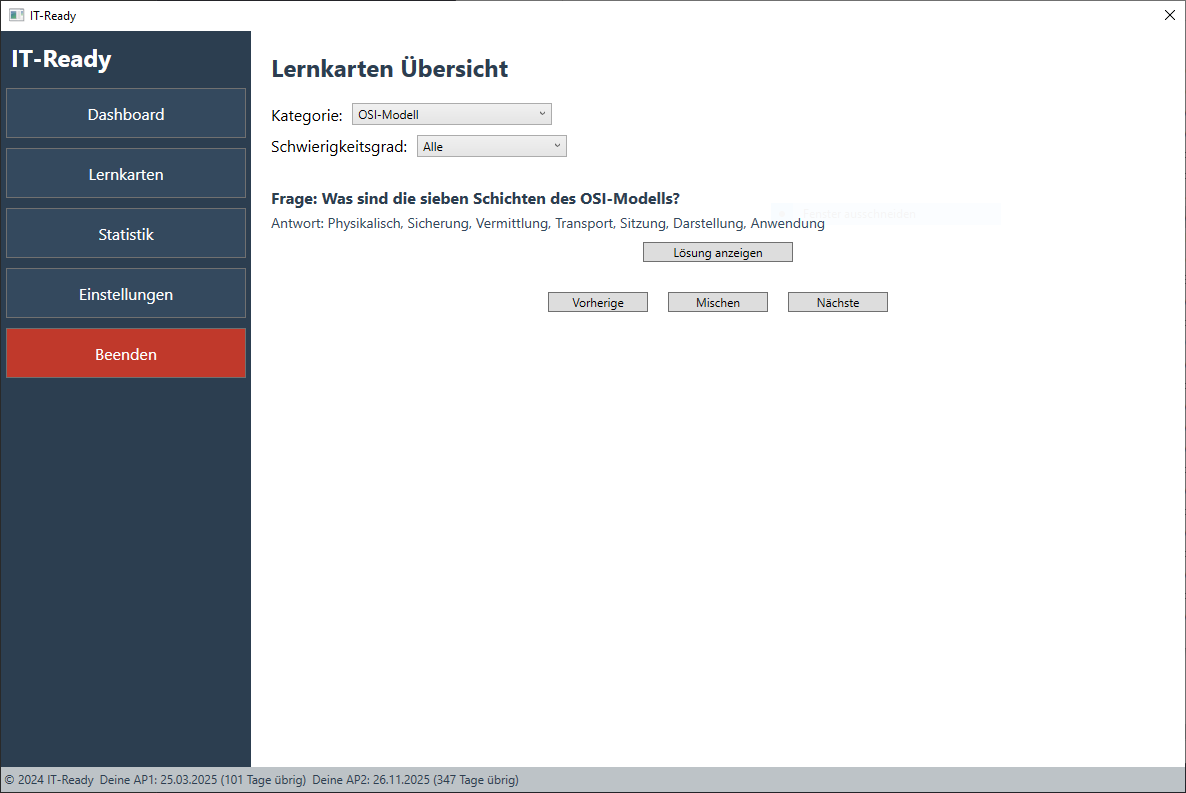 IT-Ready
IT-Ready
Dashboard
Lernkarten
Statistik
Einstellungen
Beenden
Lernkarten Übersicht
Kategorie: OSI-Modell
Schwierigkeitsgrad: Alle
Frage: Was sind die sieben Schichten des OSI-Modells?
Antwort: Physikalisch, Sicherung, Vermittlung, Transport, Sitzung, Darstellung, Anwendung
Lösung anzeigen
Vorherige Mischen Nächste
© 2024 IT-Ready Deine AP1: 25.03.2025 (101 Tage übrig) Deine AP2: 26.11.2025 (347 Tage übrig)